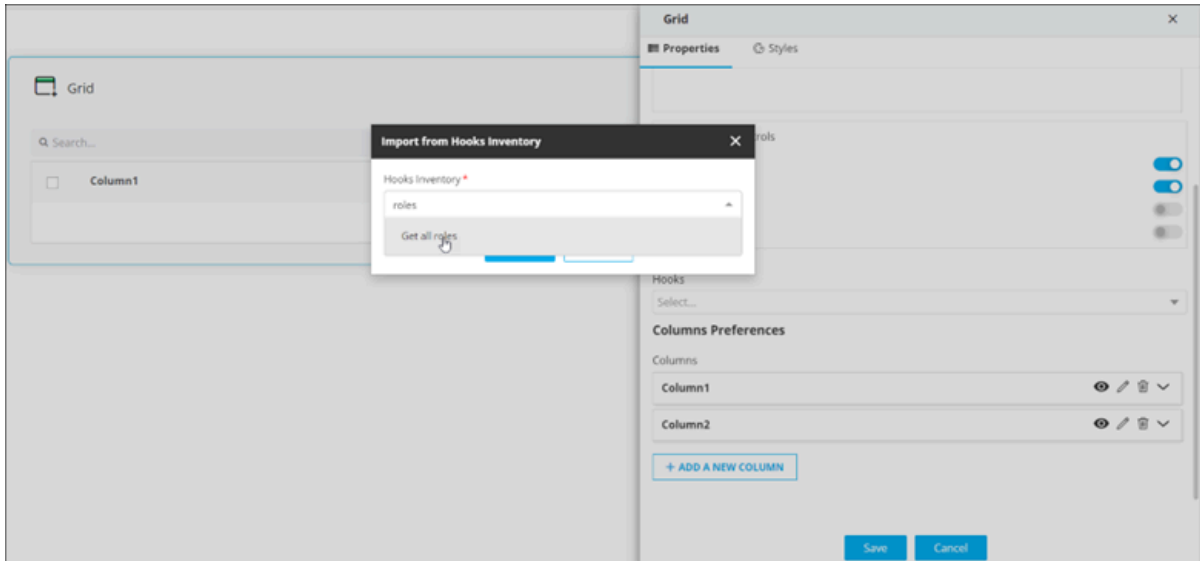 Grid
Search...
Column1
Import from Hooks Inventory
Hooks Inventory *
roles
Get all roles
Grid
Properties
Styles
rols
Hooks
Select...
Columns Preferences
Columns
Column1
Column2
+ ADD A NEW COLUMN
Save
Cancel